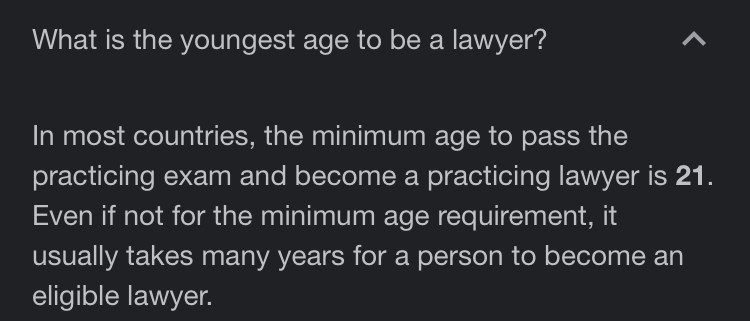 What is the youngest age to be a lawyer?
In most countries, the minimum age to pass the
practicing exam and become a practicing lawyer is 21.
Even if not for the minimum age requirement, it
usually takes many years for a person to become an
eligible lawyer.